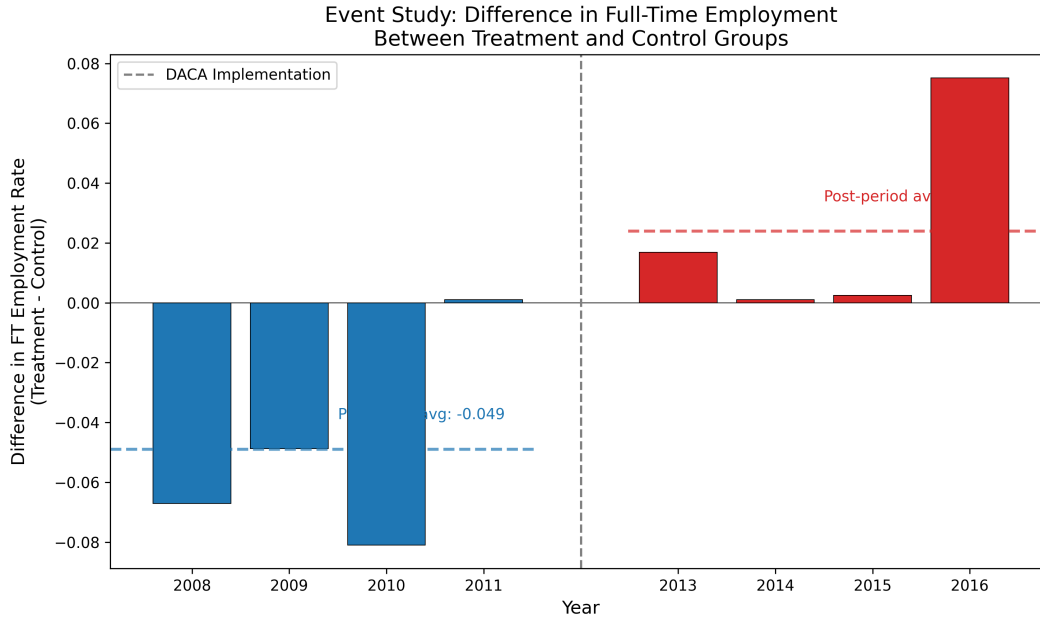 Event Study: Difference in Full-Time Employment
Between Treatment and Control Groups
DACA Implementation
Difference in FT Employment Rate
(Treatment - Control)
0.08
0.06
0.04
0.02
0.00
−0.02
−0.04
−0.06
−0.08
Post-period
avg: -0.049
2008
2009
2010
2011
2013
2014
2015
2016
Year